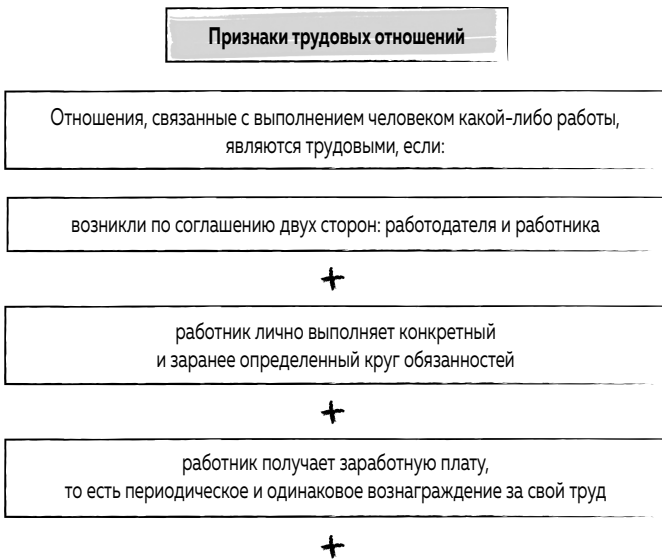 Признаки трудовых отношений
Отношения, связанные с выполнением человеком какой-либо работы,
являются трудовыми, если:
возникли по соглашению двух сторон: работодателя и работника
+
работник лично выполняет конкретный
и заранее определенный круг обязанностей
+
работник получает заработную плату,
то есть периодическое и одинаковое вознаграждение за свой труд
+